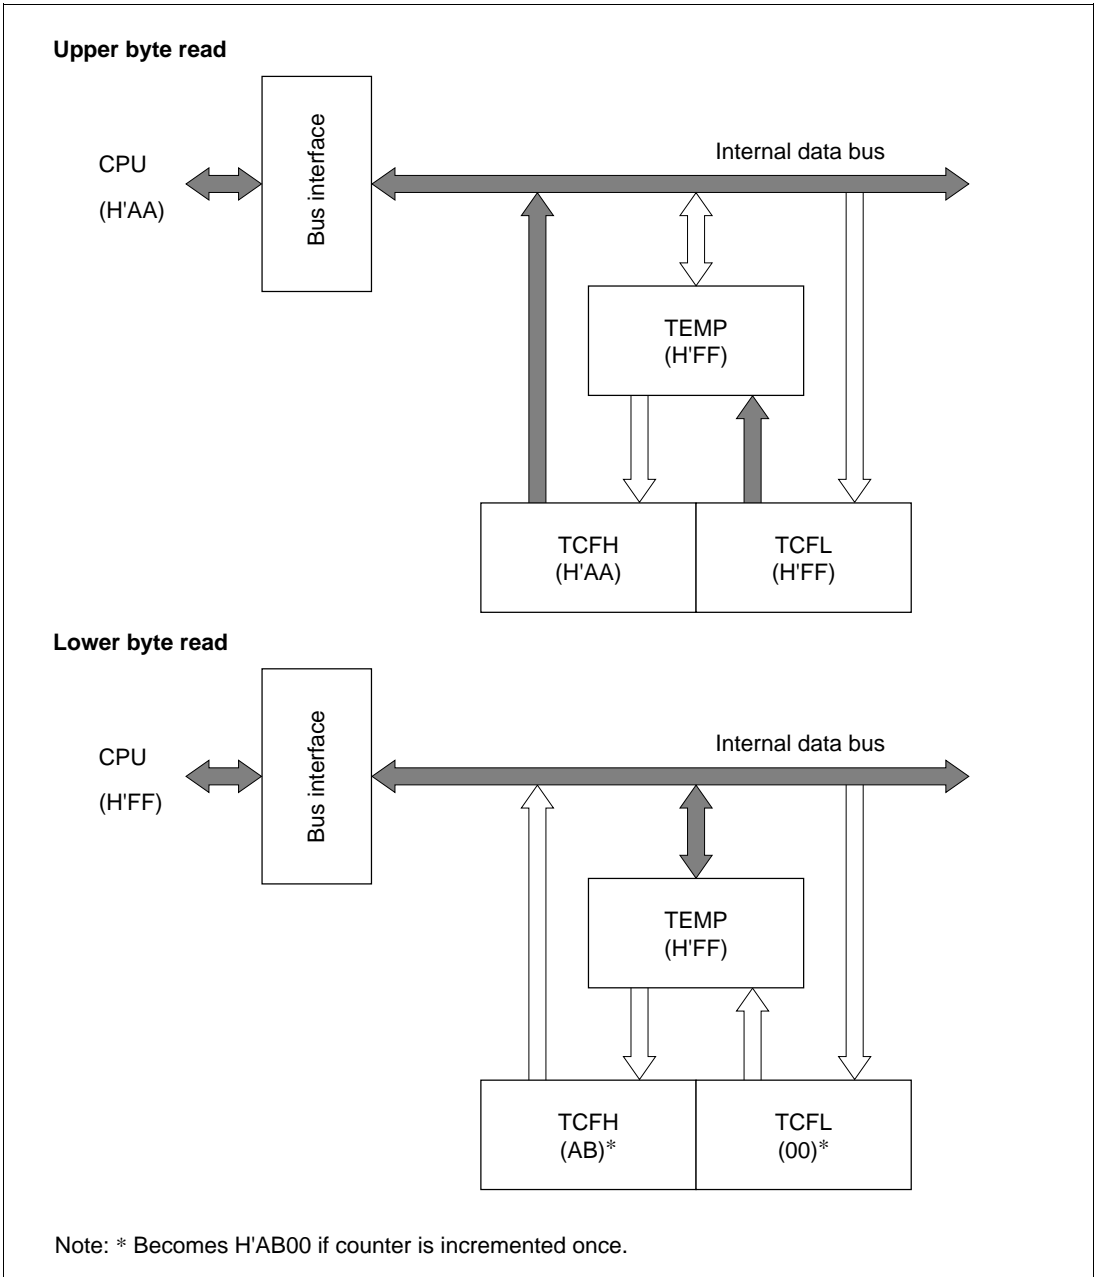 Upper byte read
CPU
(H'AA)
Bus interface
Internal data bus
TEMP
(H'FF)
TCFH
(H'AA)
TCFL
(H'FF)
Lower byte read
CPU
(H'FF)
Bus interface
Internal data bus
TEMP
(H'FF)
TCFH
(AB)*
TCFL
(00)*
Note: * Becomes H'AB00 if counter is incremented once.